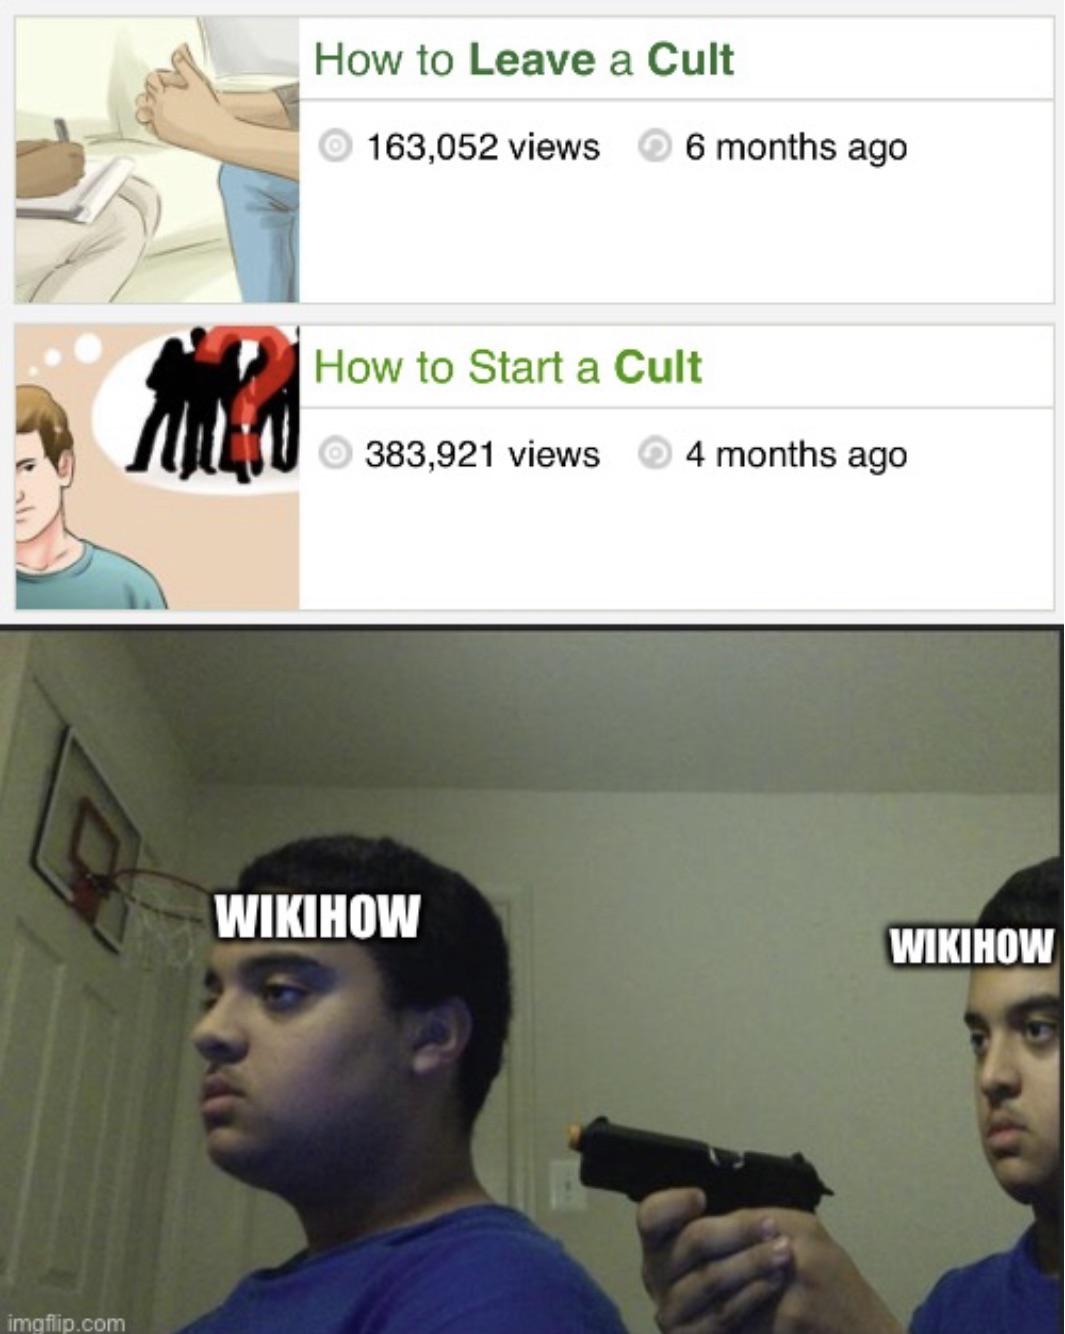 How to Leave a Cult
163,052 views 6 months ago
How to Start a Cult
383,921 views 4 months ago
WIKIHOW
WIKIHOW
imgflip.com